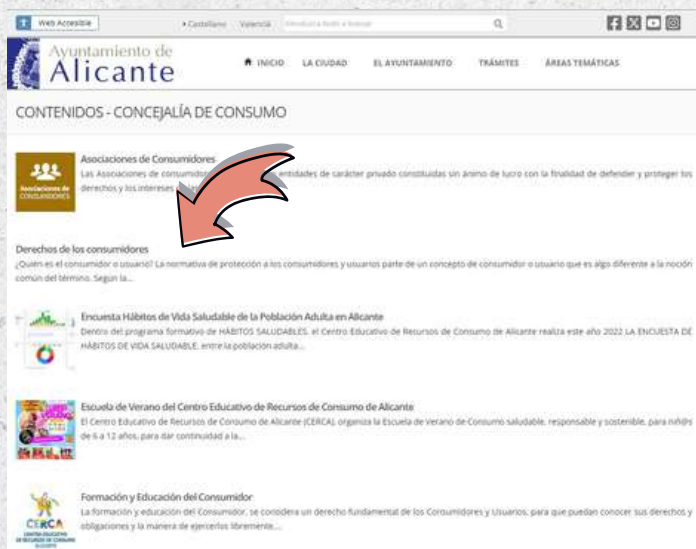 Web Accesible
Castellano Valencià
Ayuntamiento de
Alicante
INICIO LA CIUDAD EL AYUNTAMIENTO TRÁMITES ÁREAS TEMÁTICAS
CONTENIDOS - CONCEJALÍA DE CONSUMO
Asociaciones de
CONSUMIDORES
Asociaciones de Consumidores
Las Asociaciones de entidades de carácter privado constituidas sin ánimo de lucro con la finalidad de defender y proteger los
derechos y los intereses
Derechos de los consumidores
¿Quién es el consumidor o usuario? La normativa de protección a los consumidores y usuarios parte de un concepto de consumidor o usuario que es algo diferente a la noción
común del término. Según la...
Encuesta Hábitos de Vida Saludable de la Población Adulta en Alicante
Dentro del programa formativo de HÁBITOS SALUDABLES, el Centro Educativo de Recursos de Consumo de Alicante realiza este año 2022 LA ENCUESTA DE
HÁBITOS DE VIDA SALUDABLE, entre la población adulta...
Escuela de Verano del Centro Educativo de Recursos de Consumo de Alicante
El Centro Educativo de Recursos de Consumo de Alicante (CERCA), organiza la Escuela de Verano de Consumo saludable, responsable y sostenible, para niñ@s
de 6 a 12 años, para dar continuidad a la...
CERCA
CENTRO EDUCATIVO
DE RECURSOS DE CONSUMO
ALICANTE
Formación y Educación del Consumidor
La formación y educación del Consumidor, se considera un derecho fundamental de los Consumidores y Usuarios, para que puedan conocer sus derechos y
obligaciones y la manera de ejercerlos libremente....